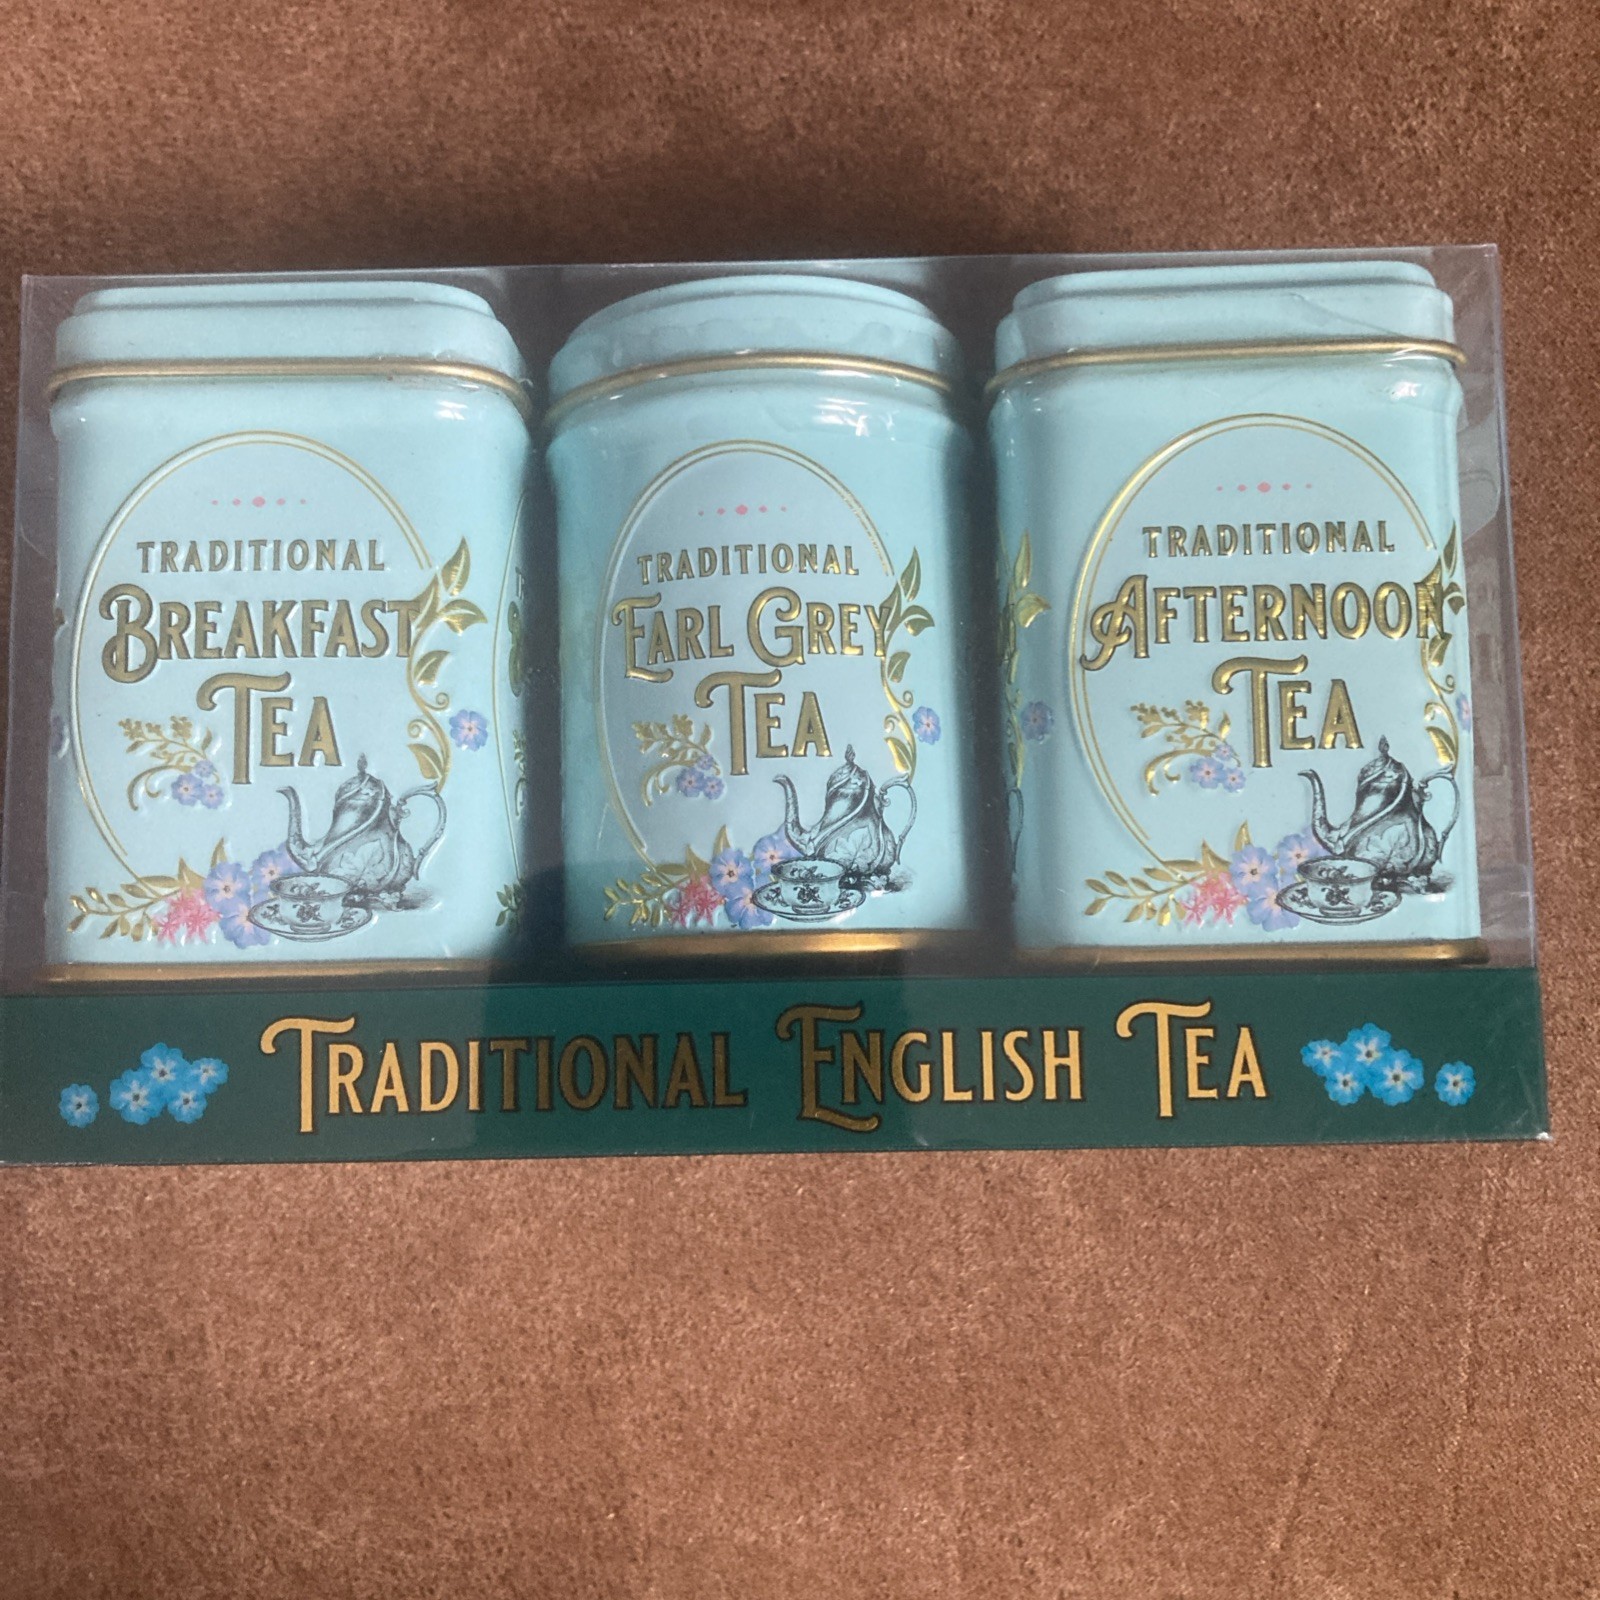 TRADITIONAL
BREAKFAST
TEA
TRADITIONAL
EARL GREY
TEA
TRADITIONAL
AFTERNOON
TEA
TRADITIONAL ENGLISH TEA